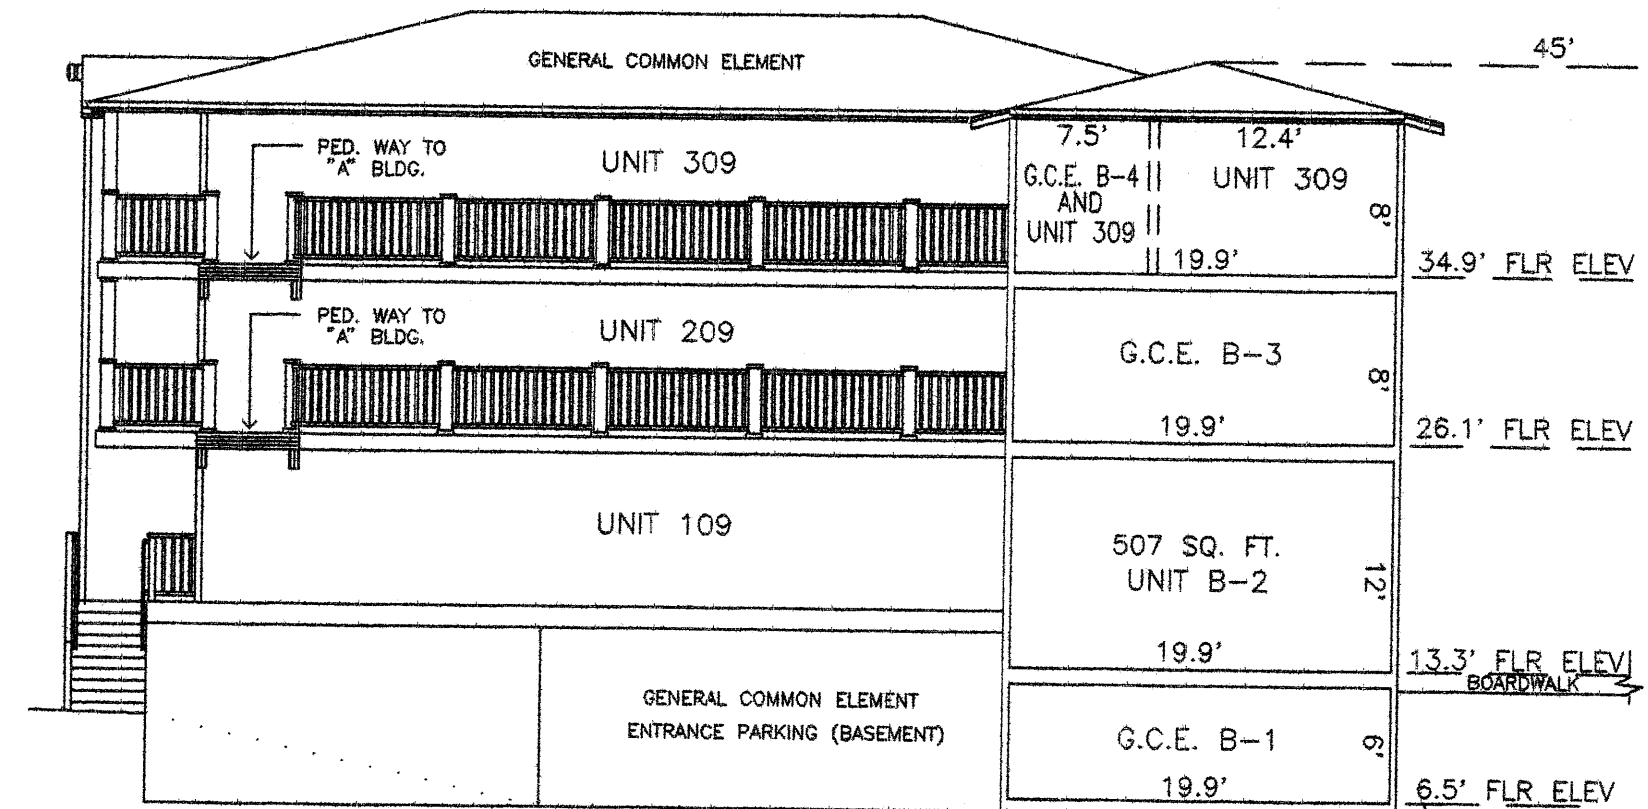 45'
GENERAL COMMON ELEMENT
PED. WAY TO
"A" BLDG.
UNIT 309
7.5'
12.4'
G.C.E. B-4
AND
UNIT 309
UNIT 309
8'
19.9'
34.9' FLR ELEV
PED. WAY TO
"A" BLDG.
UNIT 209
G.C.E. B-3
8'
19.9'
26.1' FLR ELEV
UNIT 109
507 SQ. FT.
UNIT B-2
12'
19.9'
13.3' FLR ELEV
BOARDWALK
GENERAL COMMON ELEMENT
ENTRANCE PARKING (BASEMENT)
G.C.E. B-1
6'
19.9'
6.5' FLR ELEV